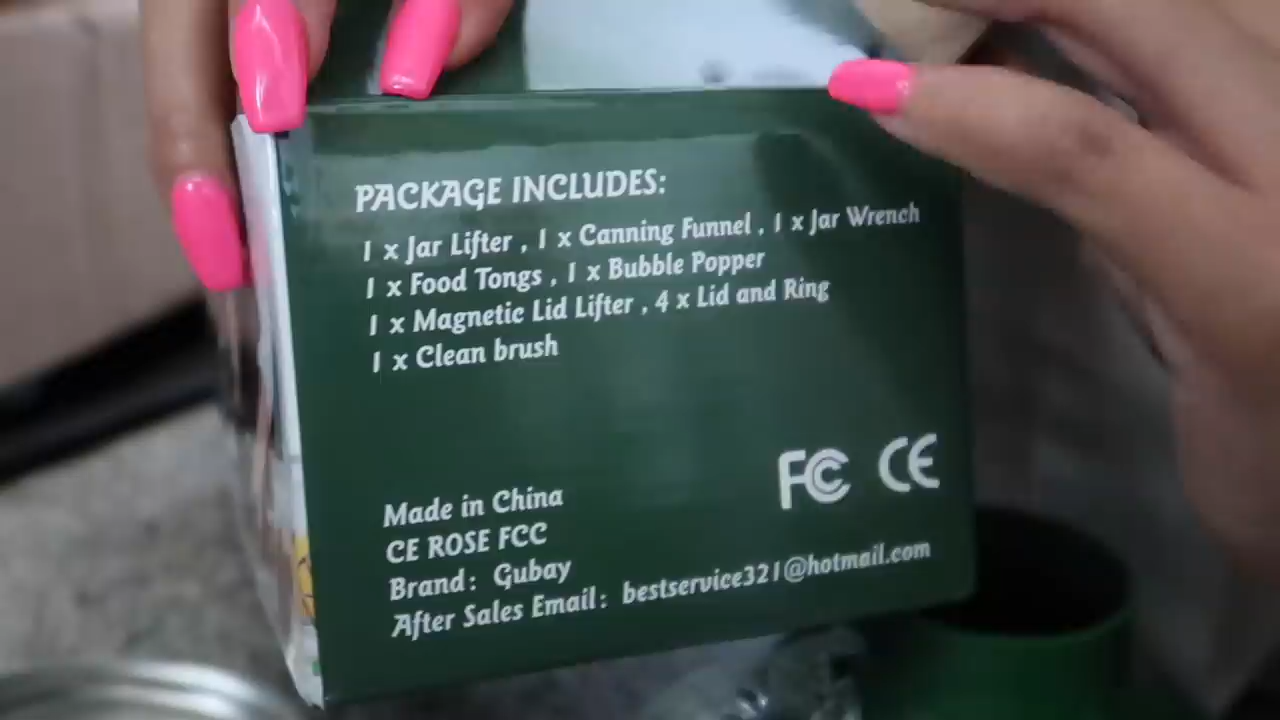 PACKAGE INCLUDES:
1 x Jar Lifter , 1 x Canning Funnel , 1 x Jar Wrench
1 x Food Tongs , 1 x Bubble Popper
1 x Magnetic Lid Lifter , 4 x Lid and Ring
1 x Clean brush
FC CE
Made in China
CE ROSE FCC
Brand: Gubay
After Sales Email: bestservice321@hotmail.com